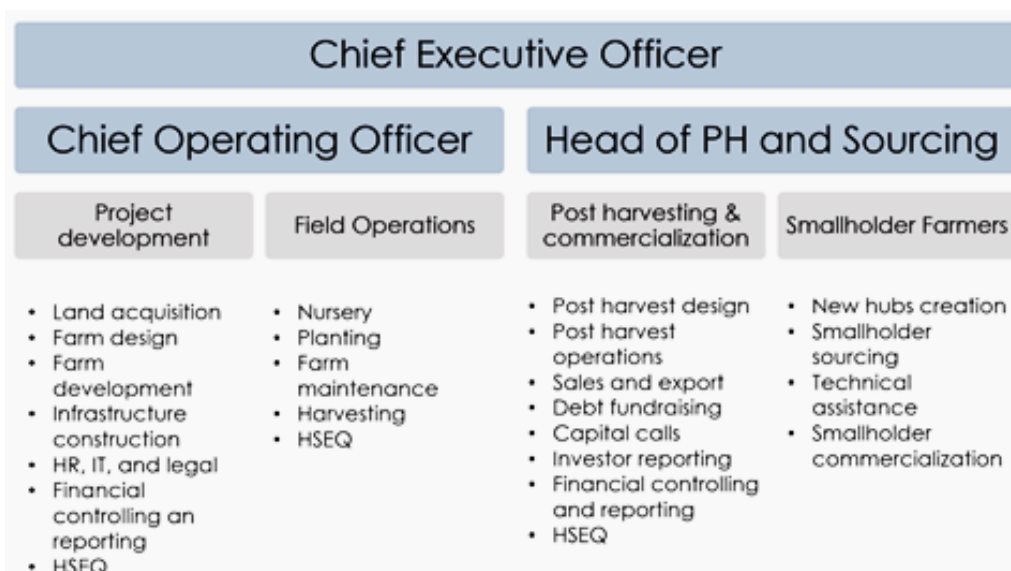 Chief Executive Officer
Chief Operating Officer
Head of PH and Sourcing
Project
development
Field Operations
Post harvesting &
commercialization
Smallholder Farmers
• Land acquisition
• Farm design
• Farm
development
• Infrastructure
construction
• HR, IT, and legal
• Financial
controlling an
reporting
• HSEQ
• Nursery
• Planting
• Farm
maintenance
• Harvesting
• HSEQ
• Post harvest design
• Post harvest
operations
• Sales and export
• Debt fundraising
• Capital calls
• Investor reporting
• Financial controlling
and reporting
• HSEQ
• New hubs creation
• Smallholder
sourcing
• Technical
assistance
• Smallholder
commercialization